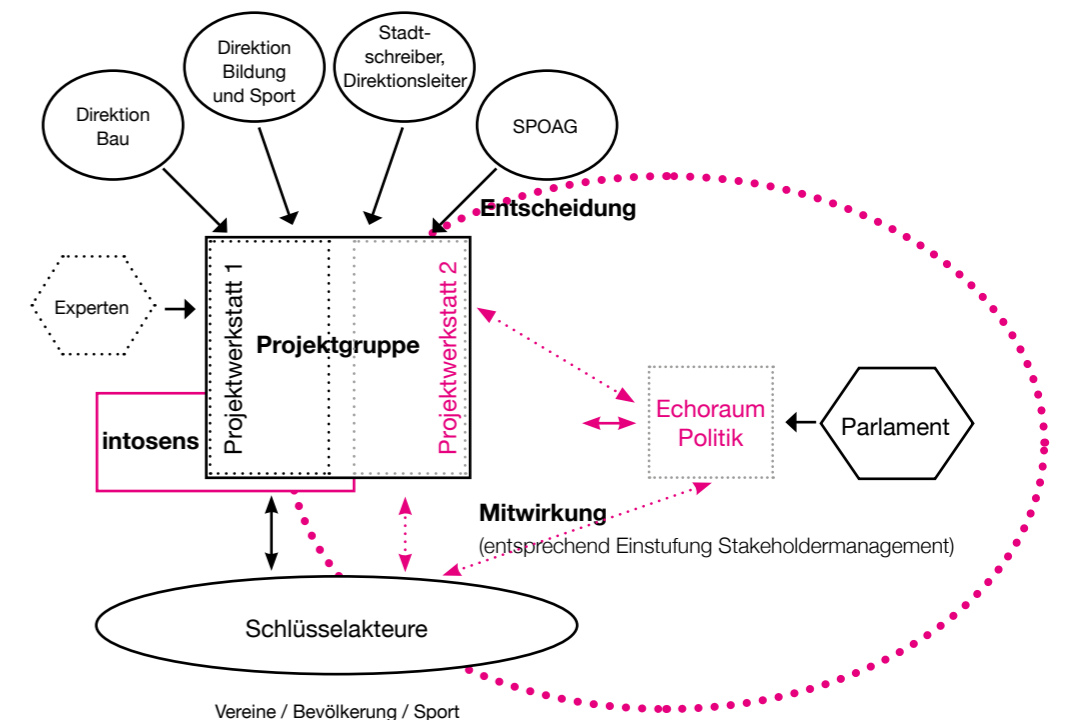 Direktion
Bau
Direktion
Bildung
und Sport
Stadt-
schreiber,
Direktionsleiter
SPOAG
Entscheidung
Experten
Projektwerkstatt 1
Projektgruppe
Projektwerkstatt 2
intosens
Echoraum
Politik
Parlament
Mitwirkung
(entsprechend Einstufung Stakeholdermanagement)
Schlüsselakteure
Vereine / Bevölkerung / Sport